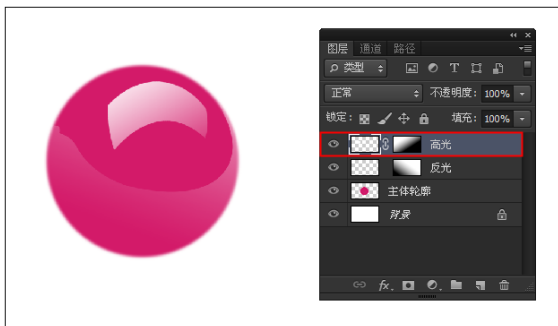 图层 通道 路径
类型 T
正常 不透明度: 100%
锁定: 填充: 100%
高光
反光
主体轮廓
背景
fx.